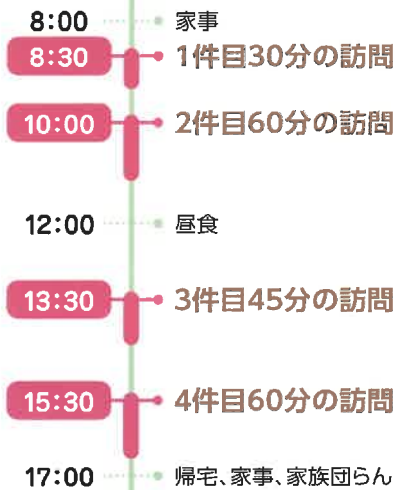 8:00 家事
8:30 1件目30分の訪問
10:00 2件目60分の訪問
12:00 昼食
13:30 3件目45分の訪問
15:30 4件目60分の訪問
17:00 帰宅、家事、家族団らん